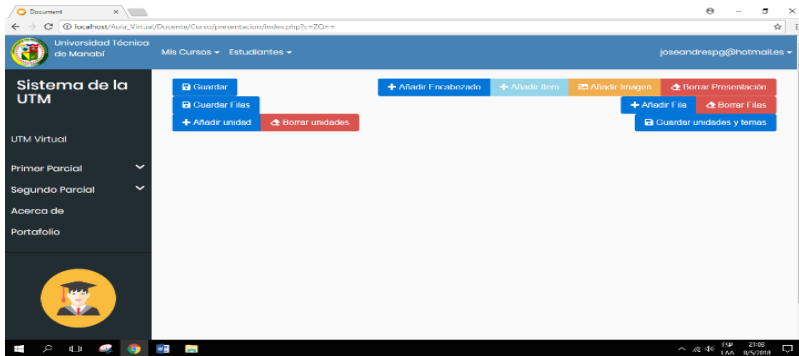 Document
localhost/Aula_Virtual/Docente/Curso/presentacion/index.php?c=ZQ==
Universidad Técnica
de Manabí
Mis Cursos Estudiantes
joseandrespg@hotmail.es
Sistema de la
UTM
UTM Virtual
Primer Parcial
Segundo Parcial
Acerca de
Portafolio
Guardar
Añadir Encabezado
Añadir Item
Añadir Imagen
Borrar Presentación
Guardar Filas
Añadir Fila
Borrar Filas
Añadir unidad
Borrar unidades
Guardar unidades y temas
ESP
21:08
LAA
8/5/2018